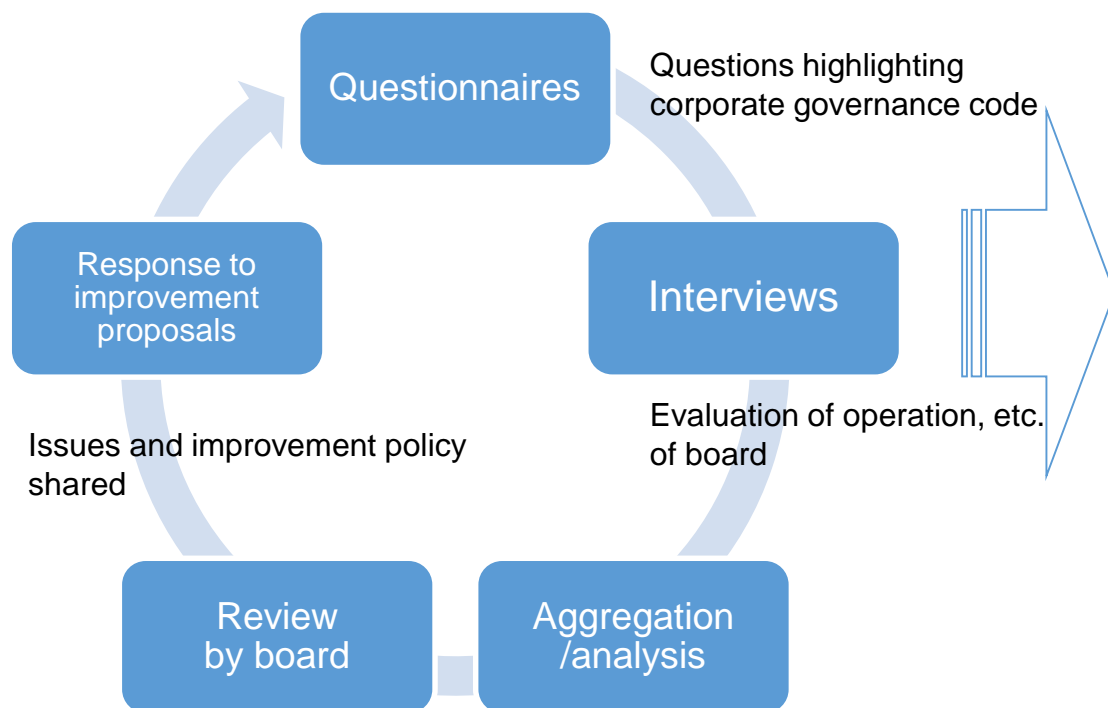 Questionnaires
Questions highlighting
corporate governance code
Interviews
Evaluation of operation, etc.
of board
Aggregation
/analysis
Review
by board
Issues and improvement policy
shared
Response to
improvement
proposals